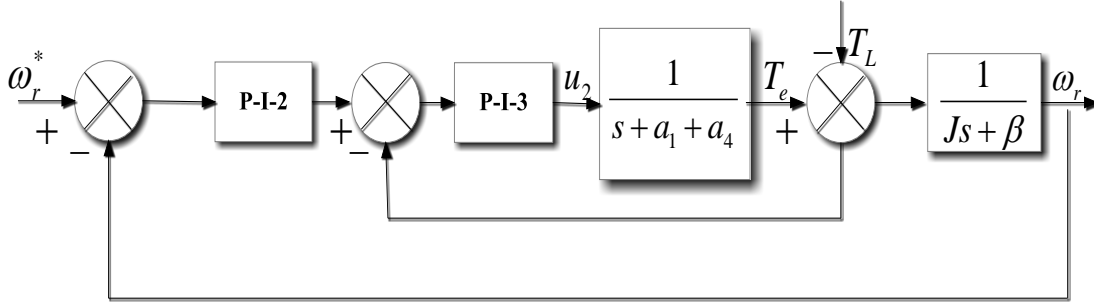 ω_r^*
+
−
P-I-2
+
−
P-I-3
u_2
1
s + a_1 + a_4
T_e
+
− T_L
1
Js + β
ω_r